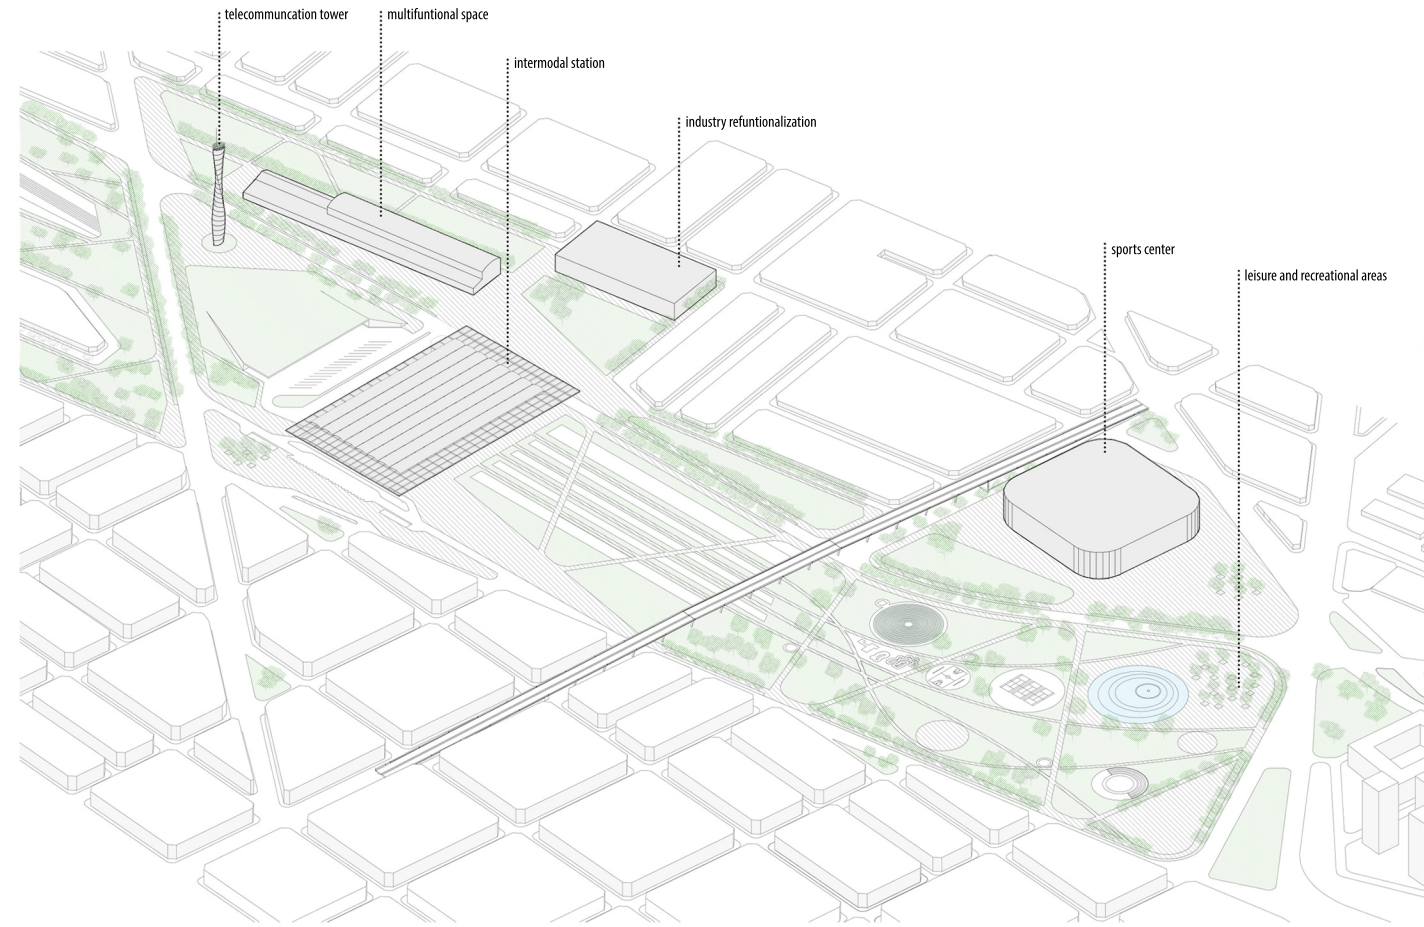 telecommuncation tower
multifuntional space
intermodal station
industry refuntionalization
sports center
leisure and recreational areas